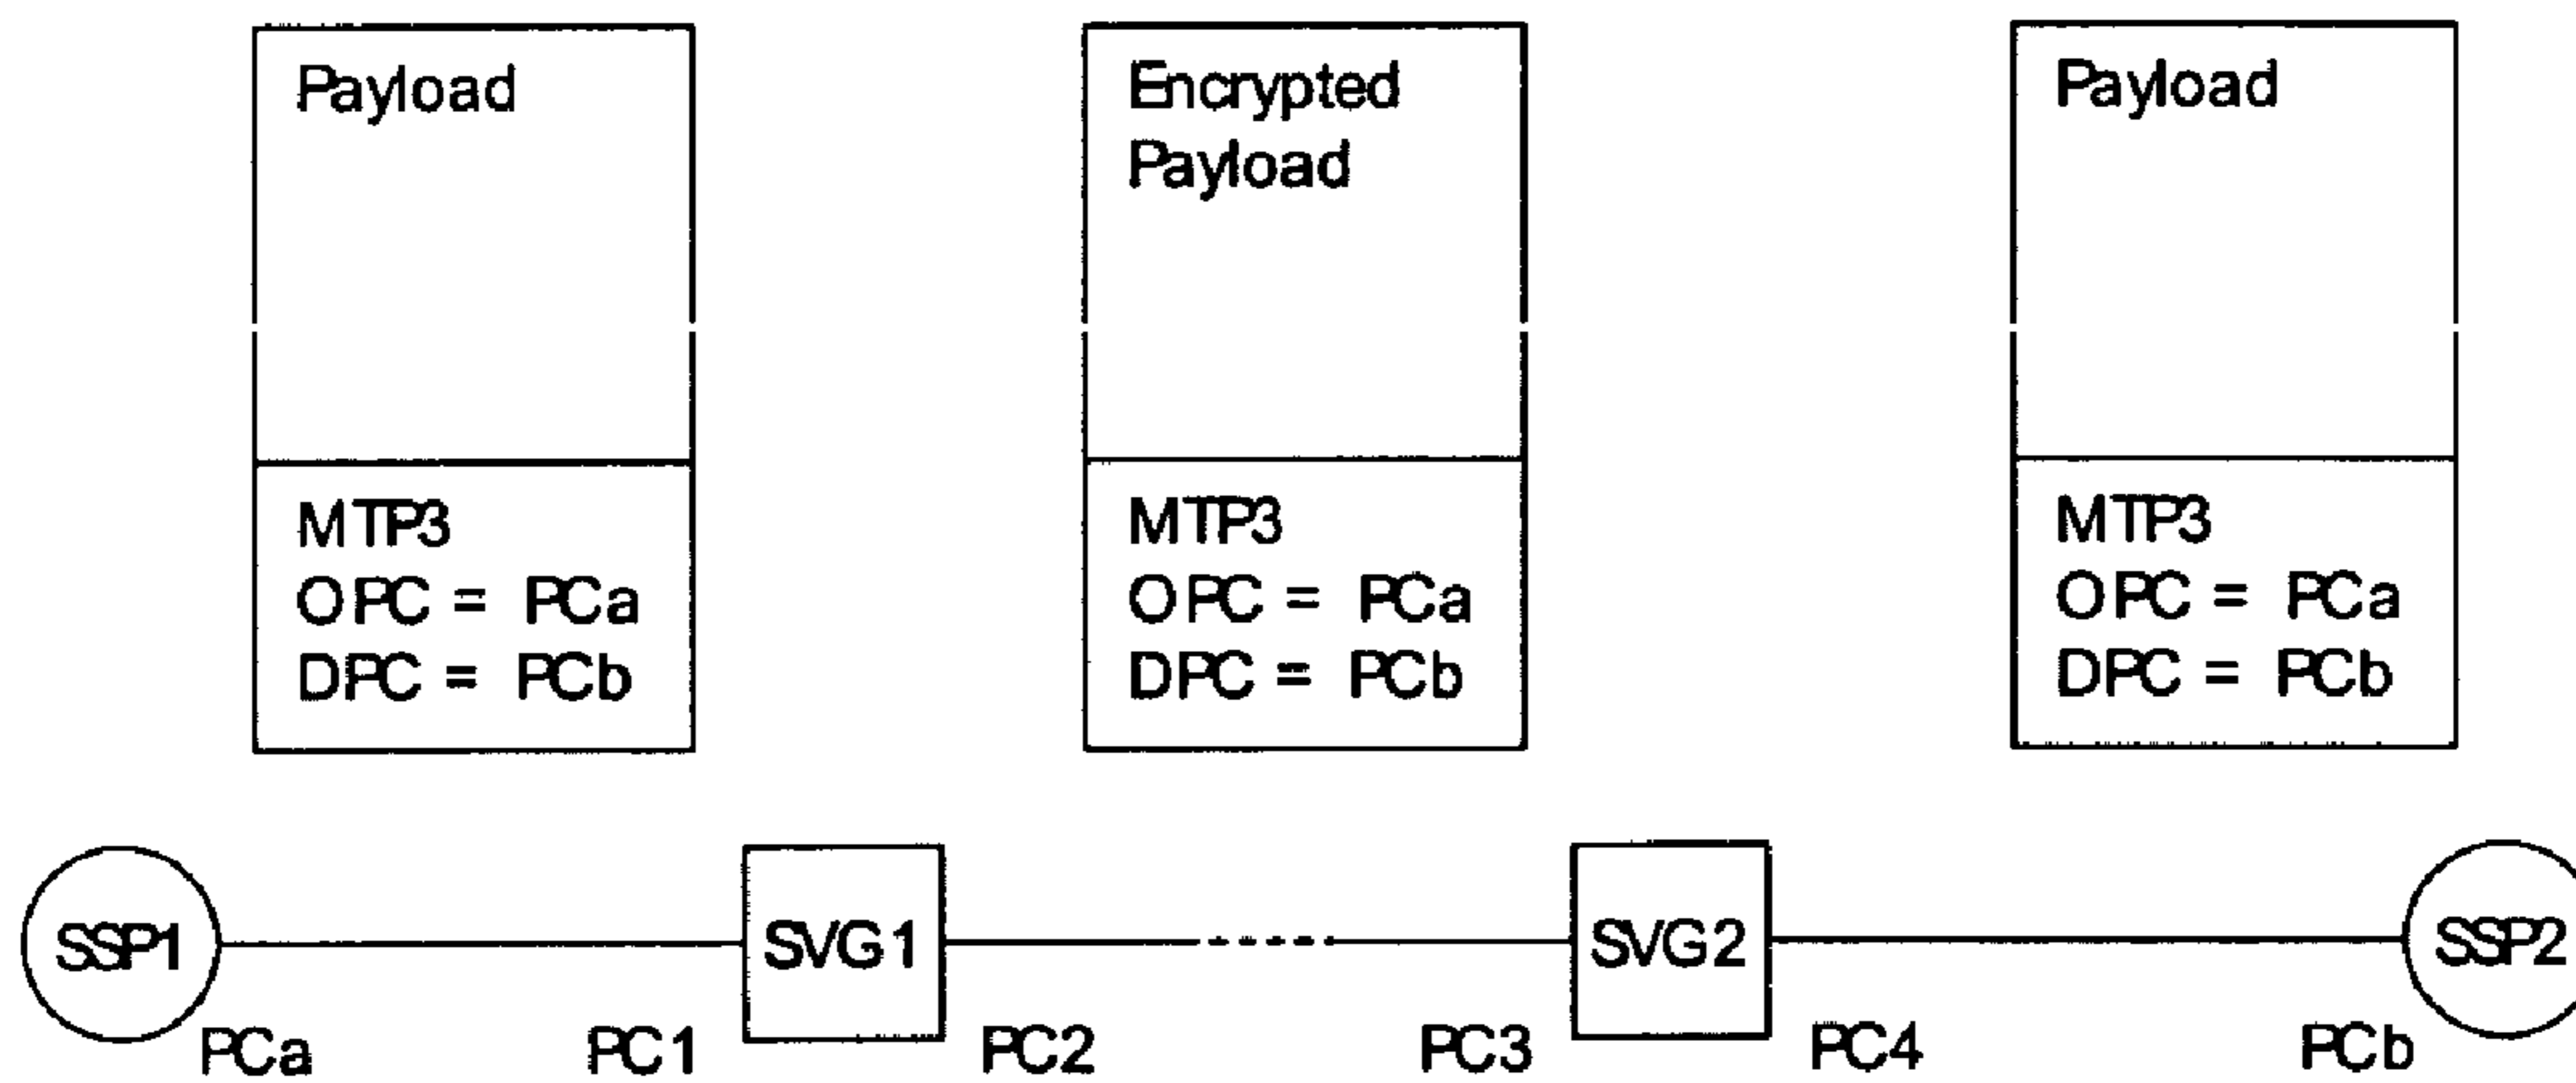 Payload
MTP3
OPC = PCa
DPC = PCb
Encrypted
Payload
MTP3
OPC = PCa
DPC = PCb
Payload
MTP3
OPC = PCa
DPC = PCb
SSP1
SVG1
SVG2
SSP2
PCa
PC1
PC2
PC3
PC4
PCb